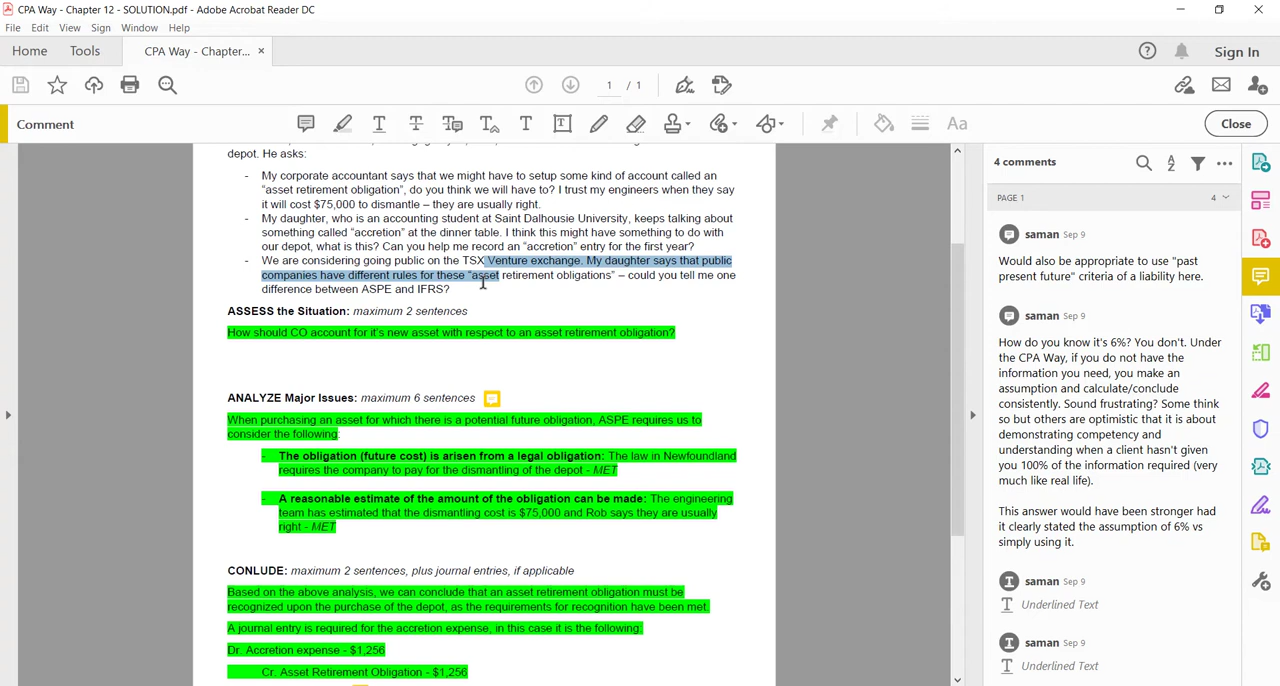 CPA Way - Chapter 12 - SOLUTION.pdf - Adobe Acrobat Reader DC
File Edit View Sign Window Help
Home Tools CPA Way - Chapter... × Sign In
1 / 1
Comment Aa Close
depot. He asks:
- My corporate accountant says that we might have to setup some kind of account called an
"asset retirement obligation", do you think we will have to? I trust my engineers when they say
it will cost $75,000 to dismantle – they are usually right.
- My daughter, who is an accounting student at Saint Dalhousie University, keeps talking about
something called "accretion" at the dinner table. I think this might have something to do with
our depot, what is this? Can you help me record an "accretion" entry for the first year?
- We are considering going public on the TSX Venture exchange. My daughter says that public
companies have different rules for these "asset retirement obligations" – could you tell me one
difference between ASPE and IFRS?
ASSESS the Situation: maximum 2 sentences
How should CO account for it's new asset with respect to an asset retirement obligation?
ANALYZE Major Issues: maximum 6 sentences
When purchasing an asset for which there is a potential future obligation, ASPE requires us to
consider the following:
- The obligation (future cost) is arisen from a legal obligation: The law in Newfoundland
requires the company to pay for the dismantling of the depot - MET
- A reasonable estimate of the amount of the obligation can be made: The engineering
team has estimated that the dismantling cost is $75,000 and Rob says they are usually
right - MET
CONLUDE: maximum 2 sentences, plus journal entries, if applicable
Based on the above analysis, we can conclude that an asset retirement obligation must be
recognized upon the purchase of the depot, as the requirements for recognition have been met.
A journal entry is required for the accretion expense, in this case it is the following:
Dr. Accretion expense - $1,256
Cr. Asset Retirement Obligation - $1,256
4 comments
PAGE 1 4
saman Sep 9
Would also be appropriate to use "past
present future" criteria of a liability here.
saman Sep 9
How do you know it's 6%? You don't. Under
the CPA Way, if you do not have the
information you need, you make an
assumption and calculate/conclude
consistently. Sound frustrating? Some think
so but others are optimistic that it is about
demonstrating competency and
understanding when a client hasn't given
you 100% of the information required (very
much like real life).
This answer would have been stronger had
it clearly stated the assumption of 6% vs
simply using it.
saman Sep 9
Underlined Text
saman Sep 9
Underlined Text